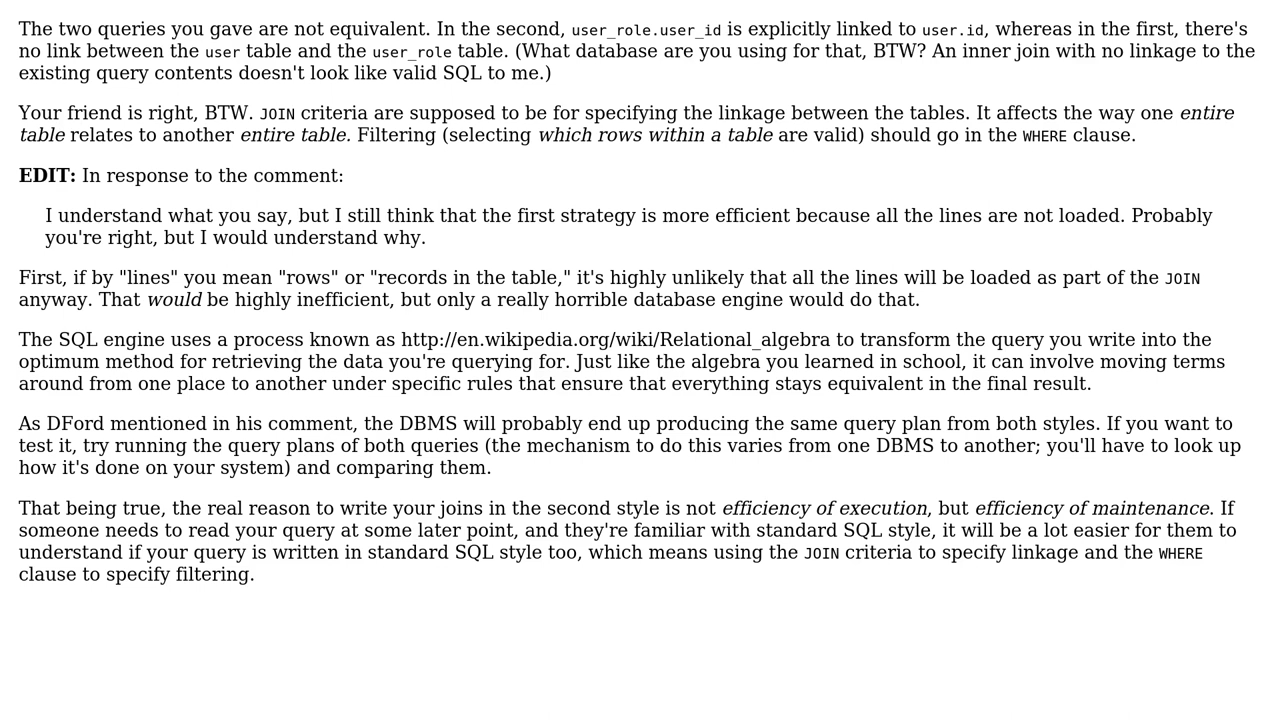 The two queries you gave are not equivalent. In the second, user_role.user_id is explicitly linked to user.id, whereas in the first, there's
no link between the user table and the user_role table. (What database are you using for that, BTW? An inner join with no linkage to the
existing query contents doesn't look like valid SQL to me.)
Your friend is right, BTW. JOIN criteria are supposed to be for specifying the linkage between the tables. It affects the way one entire
table relates to another entire table. Filtering (selecting which rows within a table are valid) should go in the WHERE clause.
EDIT: In response to the comment:
I understand what you say, but I still think that the first strategy is more efficient because all the lines are not loaded. Probably
you're right, but I would understand why.
First, if by "lines" you mean "rows" or "records in the table," it's highly unlikely that all the lines will be loaded as part of the JOIN
anyway. That would be highly inefficient, but only a really horrible database engine would do that.
The SQL engine uses a process known as http://en.wikipedia.org/wiki/Relational_algebra to transform the query you write into the
optimum method for retrieving the data you're querying for. Just like the algebra you learned in school, it can involve moving terms
around from one place to another under specific rules that ensure that everything stays equivalent in the final result.
As DFord mentioned in his comment, the DBMS will probably end up producing the same query plan from both styles. If you want to
test it, try running the query plans of both queries (the mechanism to do this varies from one DBMS to another; you'll have to look up
how it's done on your system) and comparing them.
That being true, the real reason to write your joins in the second style is not efficiency of execution, but efficiency of maintenance. If
someone needs to read your query at some later point, and they're familiar with standard SQL style, it will be a lot easier for them to
understand if your query is written in standard SQL style too, which means using the JOIN criteria to specify linkage and the WHERE
clause to specify filtering.